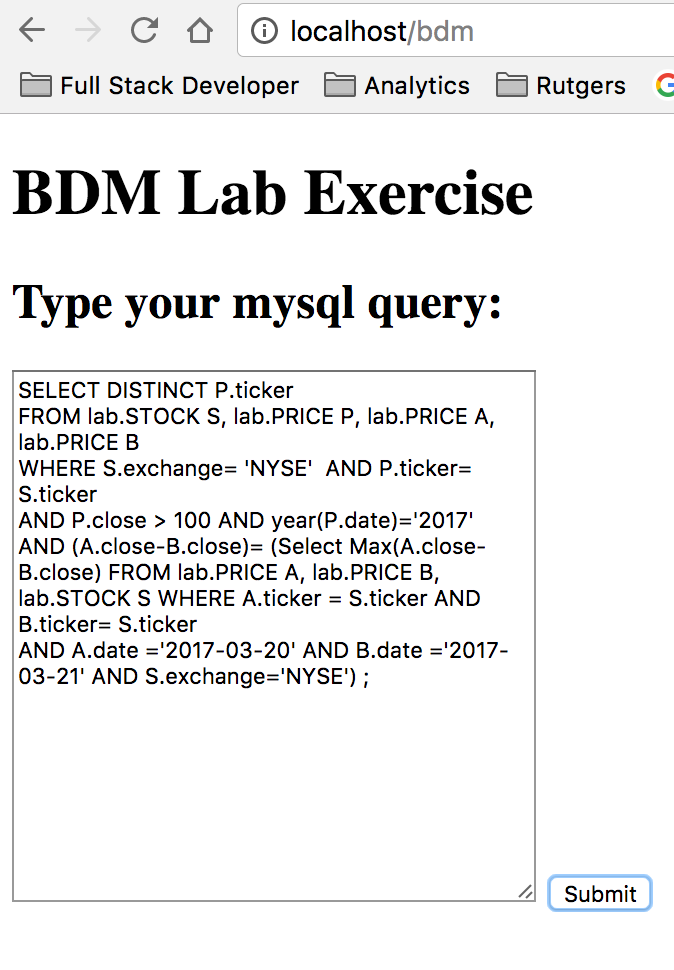 localhost/bdm
Full Stack Developer Analytics Rutgers
BDM Lab Exercise
Type your mysql query:
SELECT DISTINCT P.ticker
FROM lab.STOCK S, lab.PRICE P, lab.PRICE A,
lab.PRICE B
WHERE S.exchange= 'NYSE'  AND P.ticker=
S.ticker
AND P.close > 100 AND year(P.date)='2017'
AND (A.close-B.close)= (Select Max(A.close-
B.close) FROM lab.PRICE A, lab.PRICE B,
lab.STOCK S WHERE A.ticker = S.ticker AND
B.ticker= S.ticker
AND A.date ='2017-03-20' AND B.date ='2017-
03-21' AND S.exchange='NYSE') ;
Submit